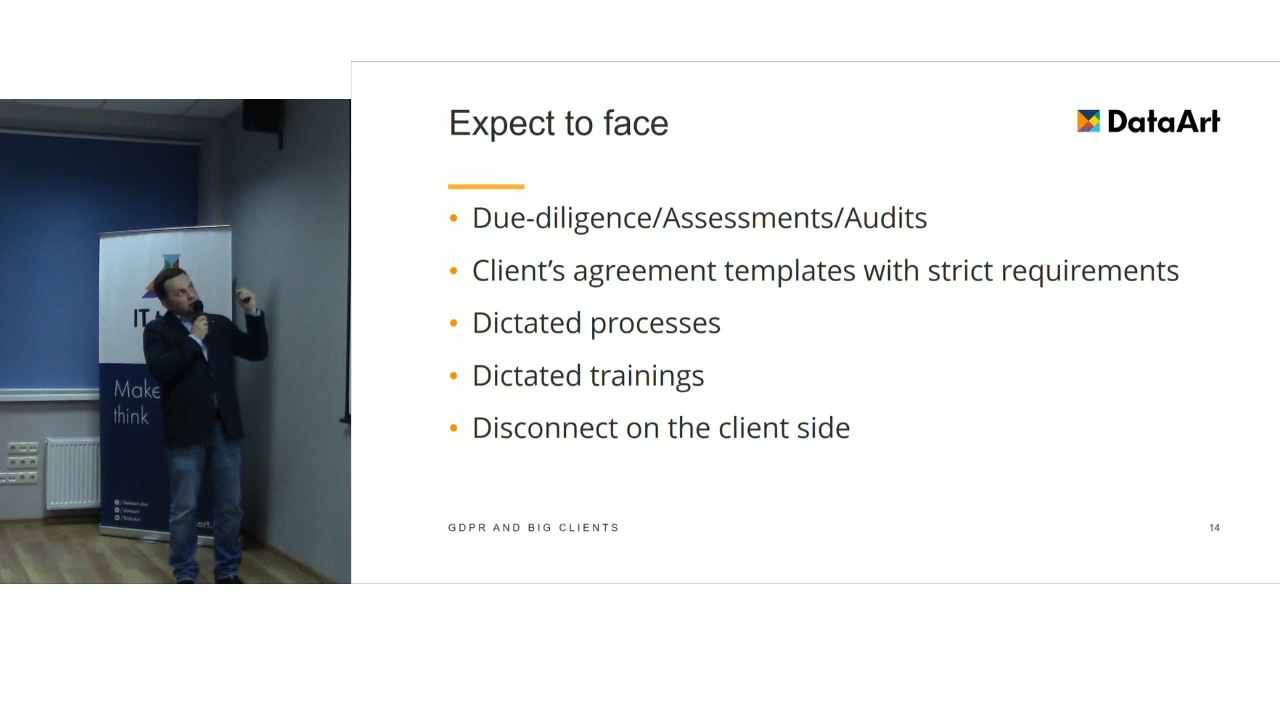 Expect to face
DataArt
• Due-diligence/Assessments/Audits
• Client’s agreement templates with strict requirements
• Dictated processes
• Dictated trainings
• Disconnect on the client side
GDPR AND BIG CLIENTS
14
IT
Make
think